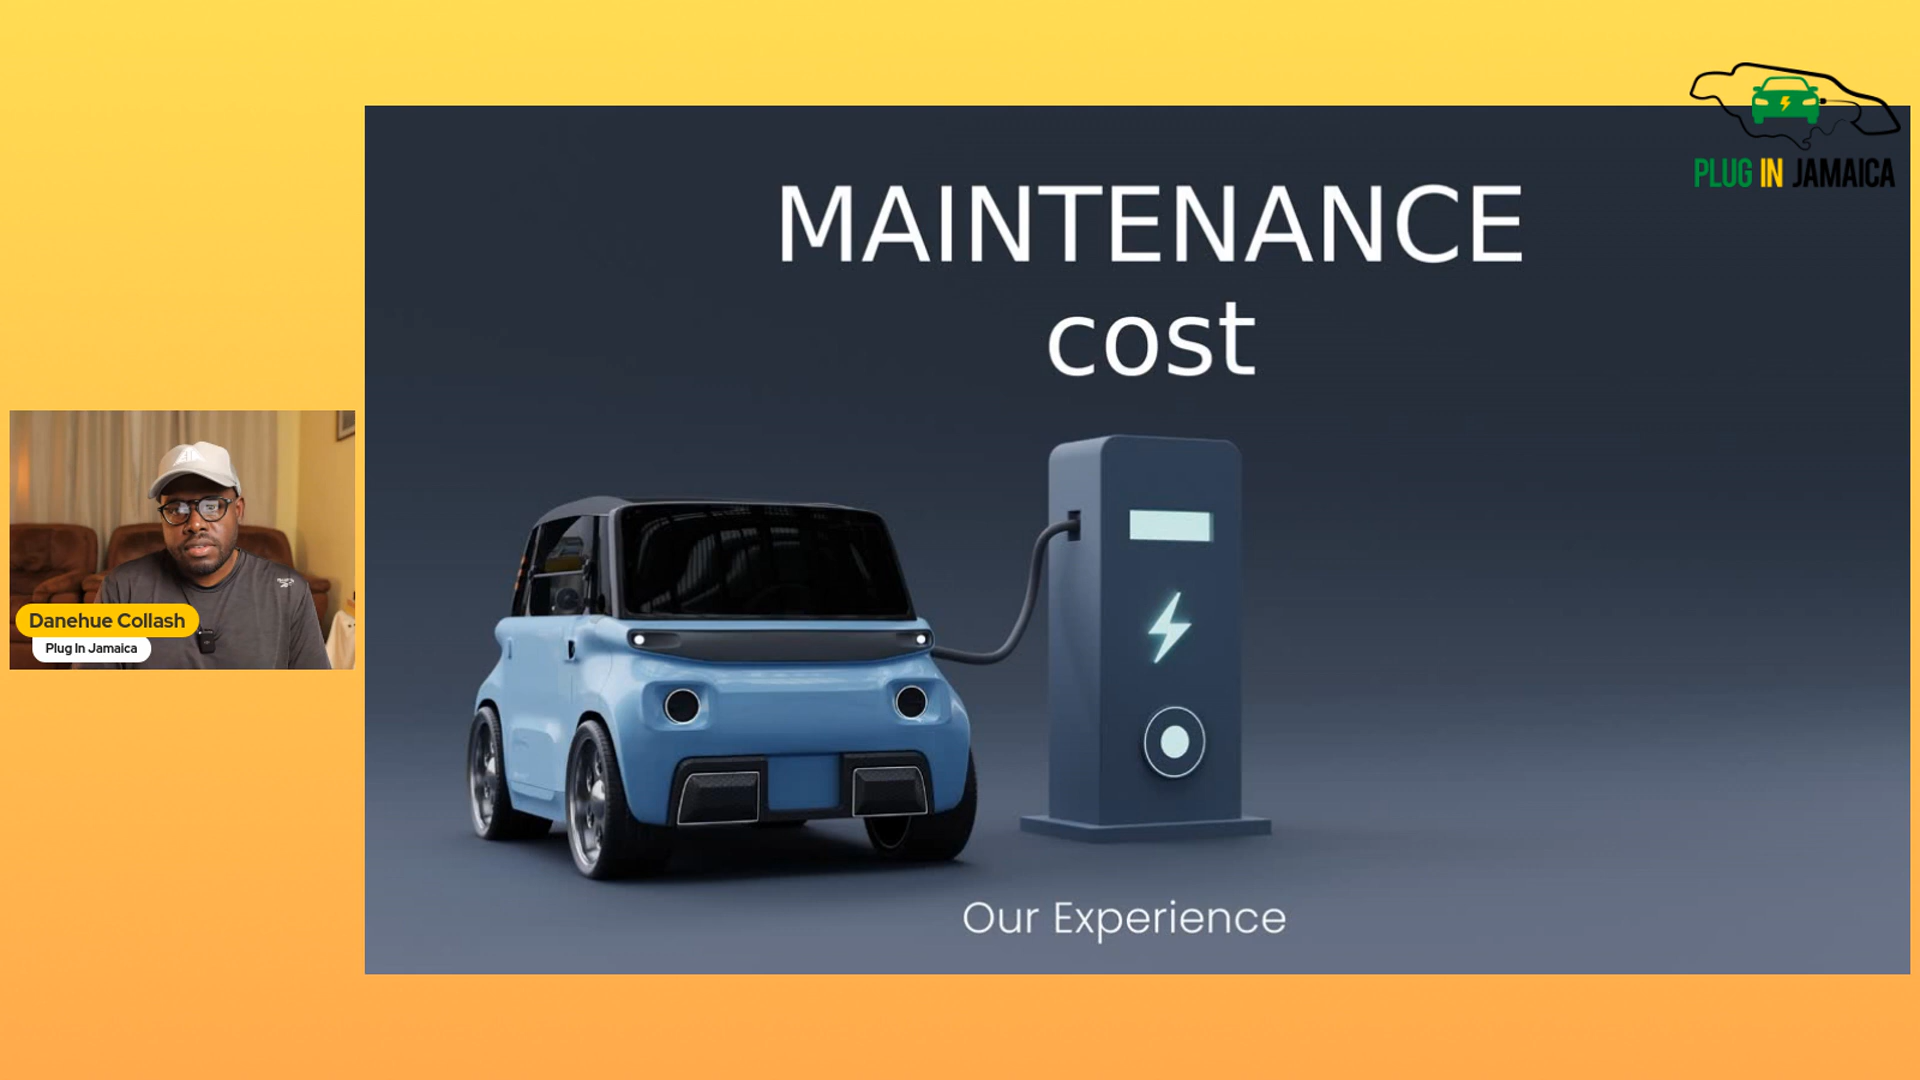 PLUG IN JAMAICA
MAINTENANCE
cost
Danehue Collash
Plug In Jamaica
Our Experience